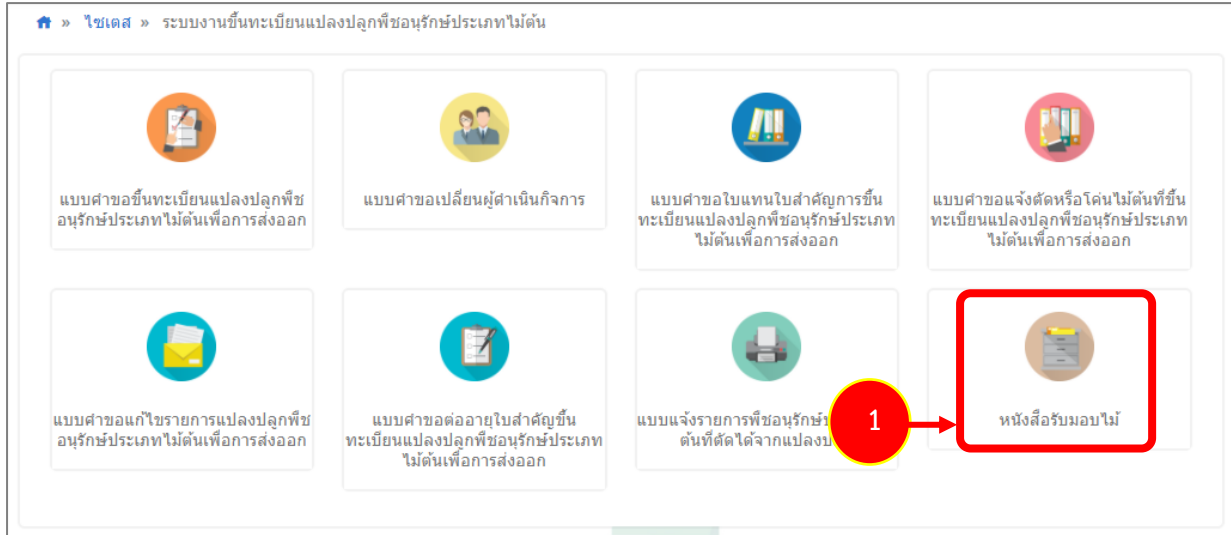 » ไซเตส » ระบบงานขึ้นทะเบียนแปลงปลูกพืชอนุรักษ์ประเภทไม้ต้น
แบบคำขอขึ้นทะเบียนแปลงปลูกพืช
อนุรักษ์ประเภทไม้ต้นเพื่อการส่งออก
แบบคำขอเปลี่ยนผู้ดำเนินกิจการ
แบบคำขอใบแทนใบสำคัญการขึ้น
ทะเบียนแปลงปลูกพืชอนุรักษ์ประเภท
ไม้ต้นเพื่อการส่งออก
แบบคำขอแจ้งตัดหรือโค่นไม้ต้นที่ขึ้น
ทะเบียนแปลงปลูกพืชอนุรักษ์ประเภท
ไม้ต้นเพื่อการส่งออก
แบบคำขอแก้ไขรายการแปลงปลูกพืช
อนุรักษ์ประเภทไม้ต้นเพื่อการส่งออก
แบบคำขอต่ออายุใบสำคัญขึ้น
ทะเบียนแปลงปลูกพืชอนุรักษ์ประเภท
ไม้ต้นเพื่อการส่งออก
แบบแจ้งรายการพืชอนุรักษ์
ต้นที่ตัดได้จากแปลง
1
หนังสือรับมอบไม้